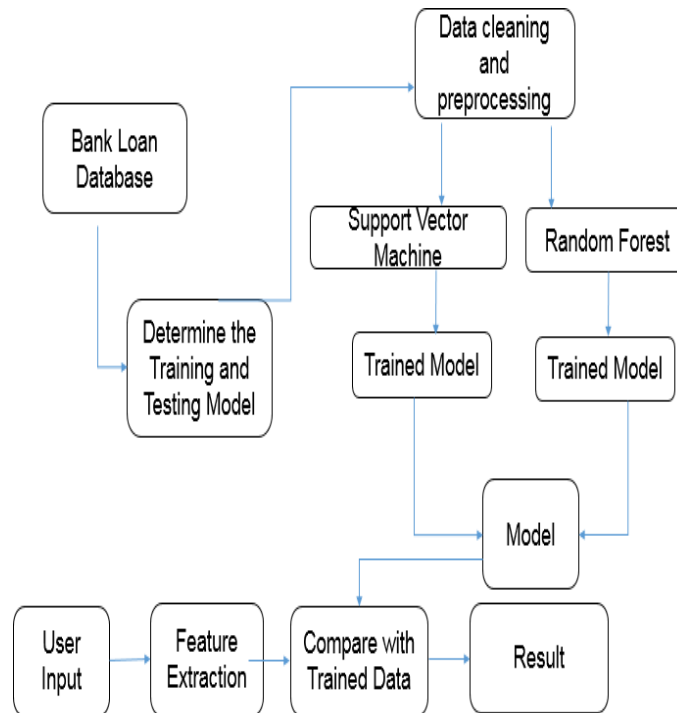 Data cleaning
and
preprocessing
Bank Loan
Database
Support Vector
Machine
Random Forest
Determine the
Training and
Testing Model
Trained Model
Trained Model
Model
User
Input
Feature
Extraction
Compare with
Trained Data
Result